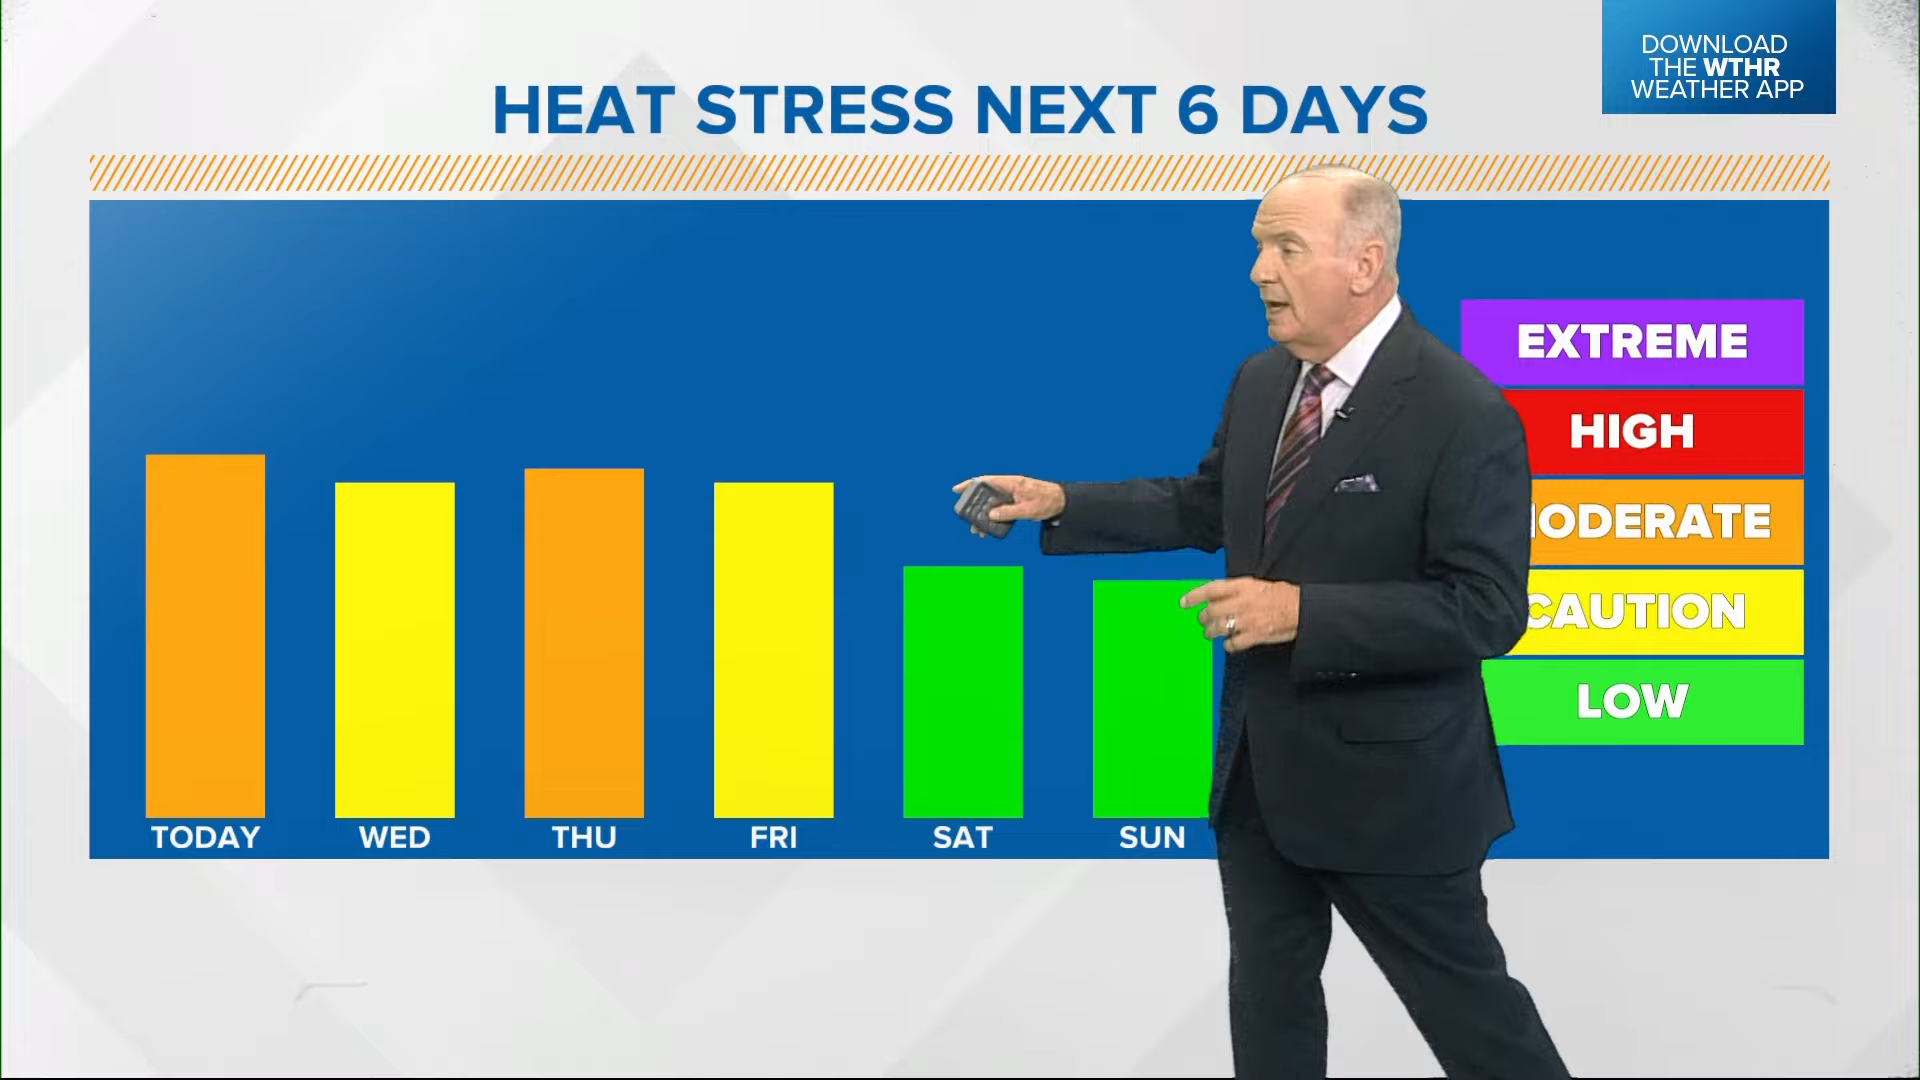 DOWNLOAD
THE WTHR
WEATHER APP
HEAT STRESS NEXT 6 DAYS
EXTREME
HIGH
ODERATE
CAUTION
LOW
TODAY WED THU FRI SAT SUN